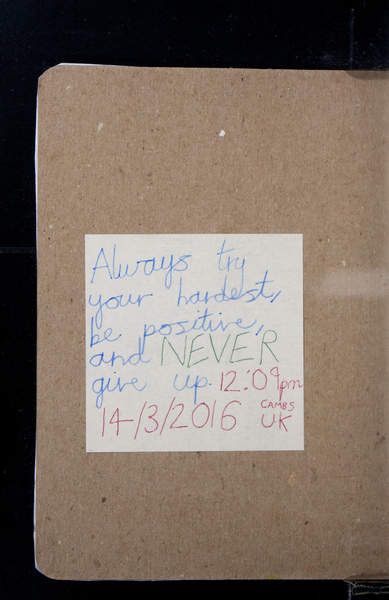 Always try
your hardest,
be positive,
and NEVER
give up. 12:09pm
14/3/2016 CAMBS
UK